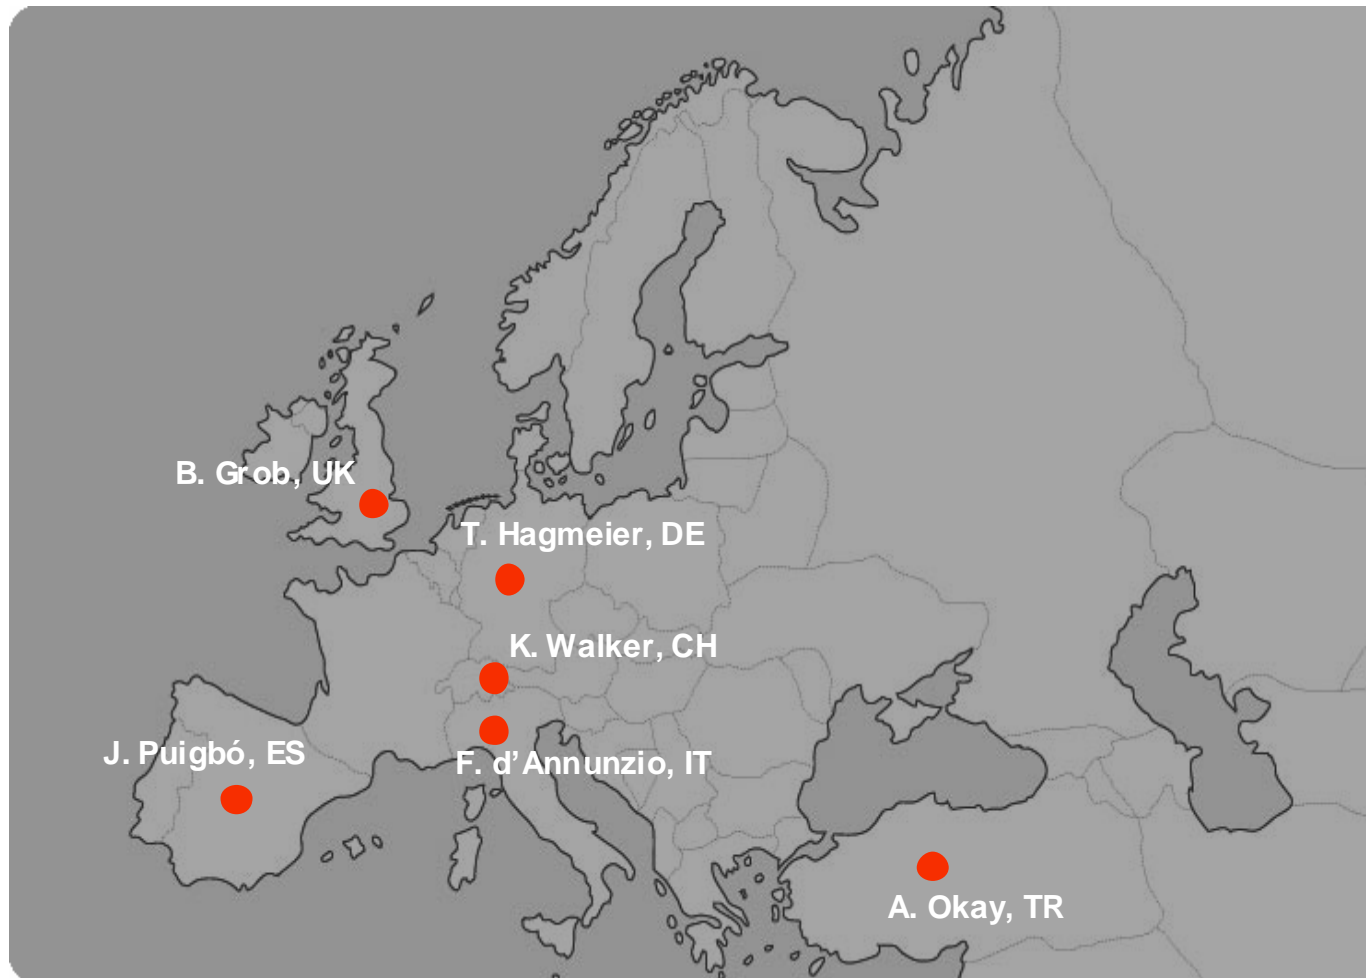 B. Grob, UK
T. Hagmeier, DE
K. Walker, CH
J. Puigbó, ES
F. d’Annunzio, IT
A. Okay, TR